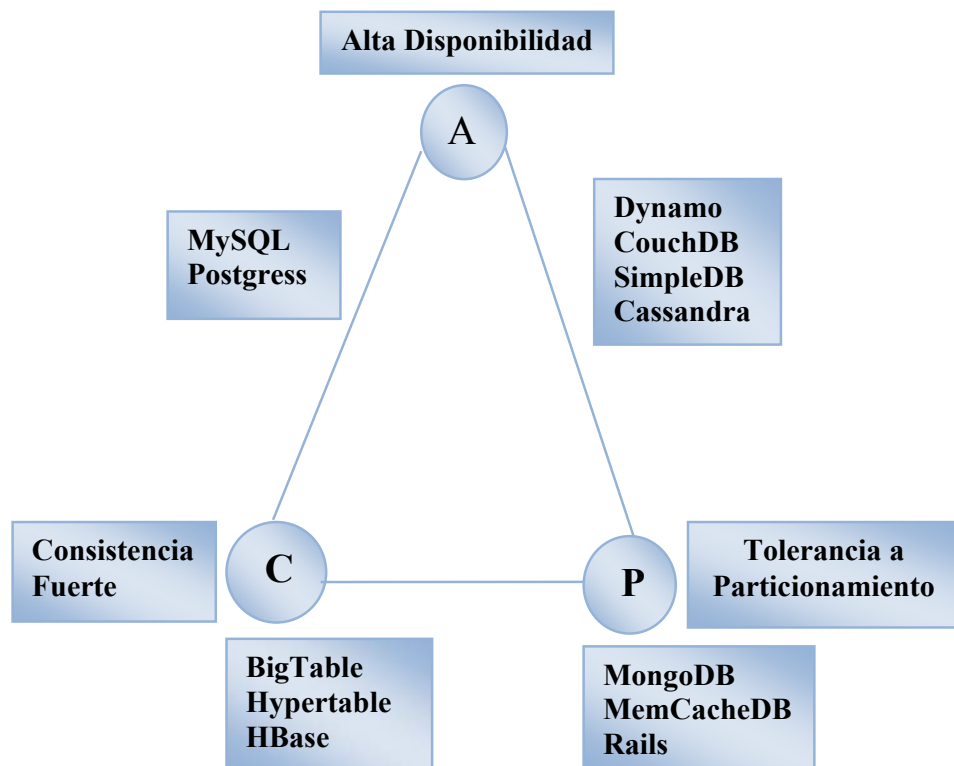 Alta Disponibilidad
A
MySQL
Postgress
Dynamo
CouchDB
SimpleDB
Cassandra
Consistencia
Fuerte
C
P
Tolerancia a
Particionamiento
BigTable
Hypertable
HBase
MongoDB
MemCacheDB
Rails